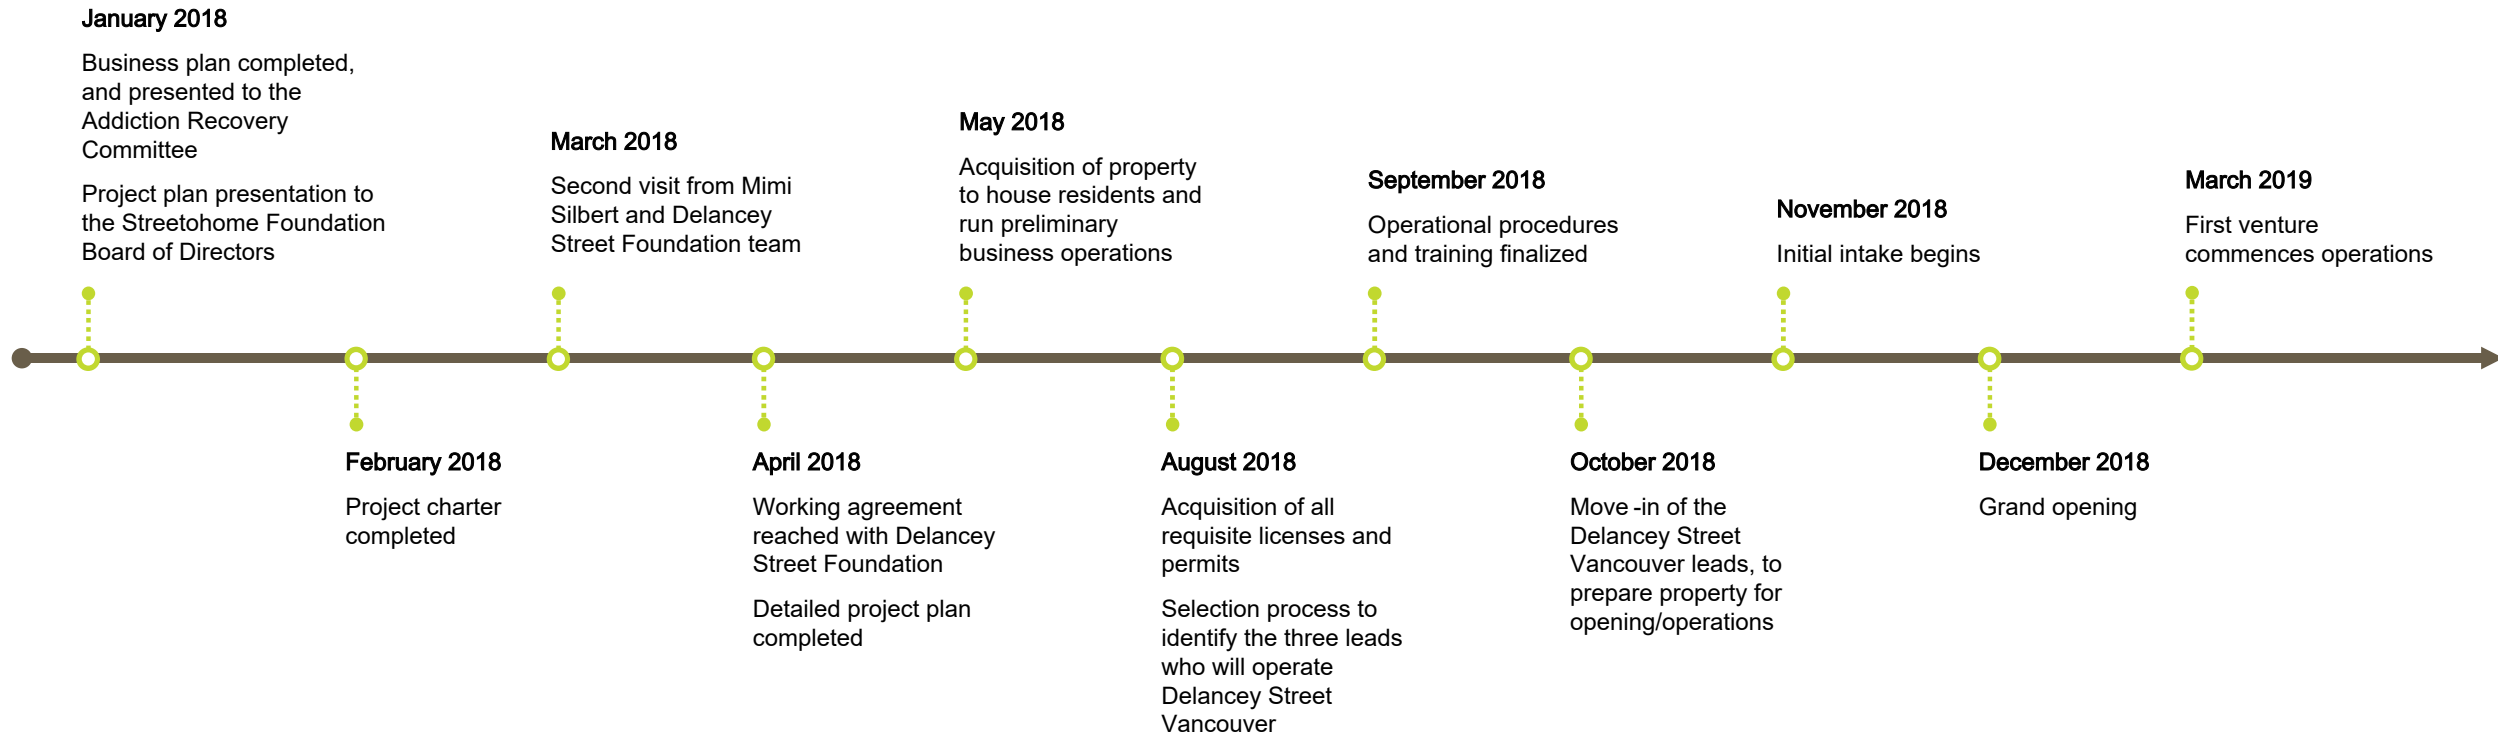 January 2018
Business plan completed,
and presented to the
Addiction Recovery
Committee
Project plan presentation to
the Streetohome Foundation
Board of Directors
February 2018
Project charter
completed
March 2018
Second visit from Mimi
Silbert and Delancey
Street Foundation team
April 2018
Working agreement
reached with Delancey
Street Foundation
Detailed project plan
completed
May 2018
Acquisition of property
to house residents and
run preliminary
business operations
August 2018
Acquisition of all
requisite licenses and
permits
Selection process to
identify the three leads
who will operate
Delancey Street
Vancouver
September 2018
Operational procedures
and training finalized
October 2018
Move -in of the
Delancey Street
Vancouver leads, to
prepare property for
opening/operations
November 2018
Initial intake begins
December 2018
Grand opening
March 2019
First venture
commences operations